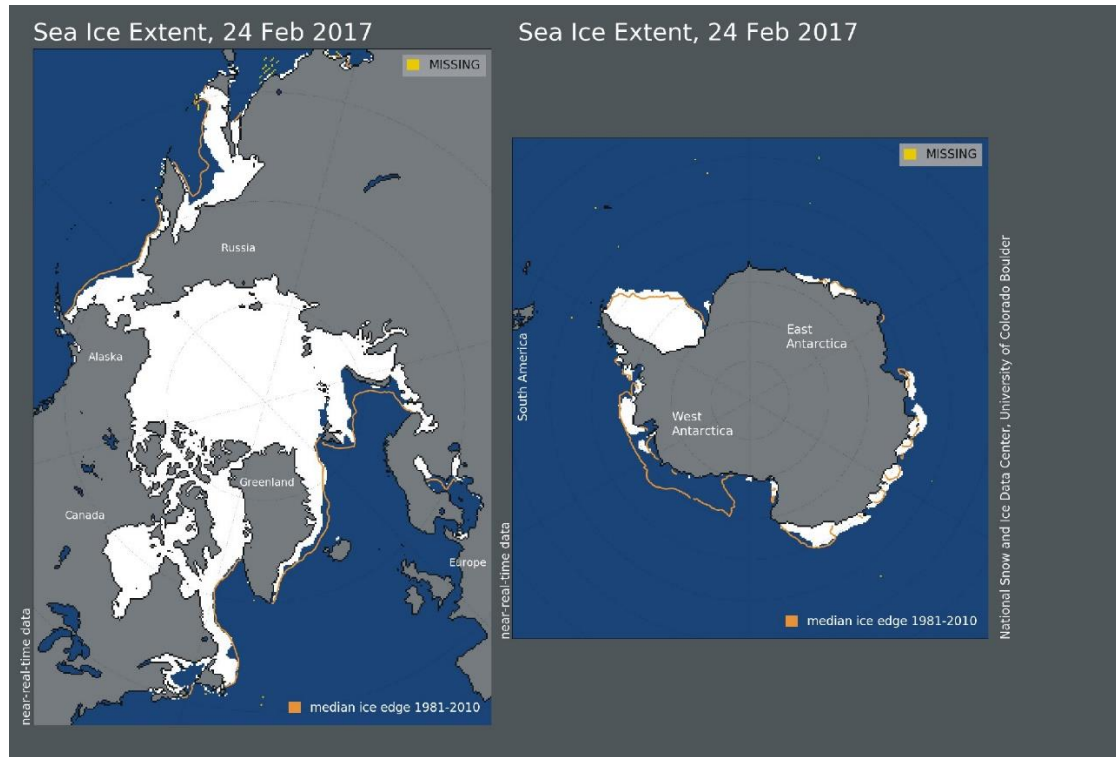 Sea Ice Extent, 24 Feb 2017
MISSING
Russia
Alaska
Greenland
Canada
Europe
near-real-time data
median ice edge 1981-2010
Sea Ice Extent, 24 Feb 2017
MISSING
East
Antarctica
South America
West
Antarctica
near-real-time data
median ice edge 1981-2010
National Snow and Ice Data Center, University of Colorado Boulder